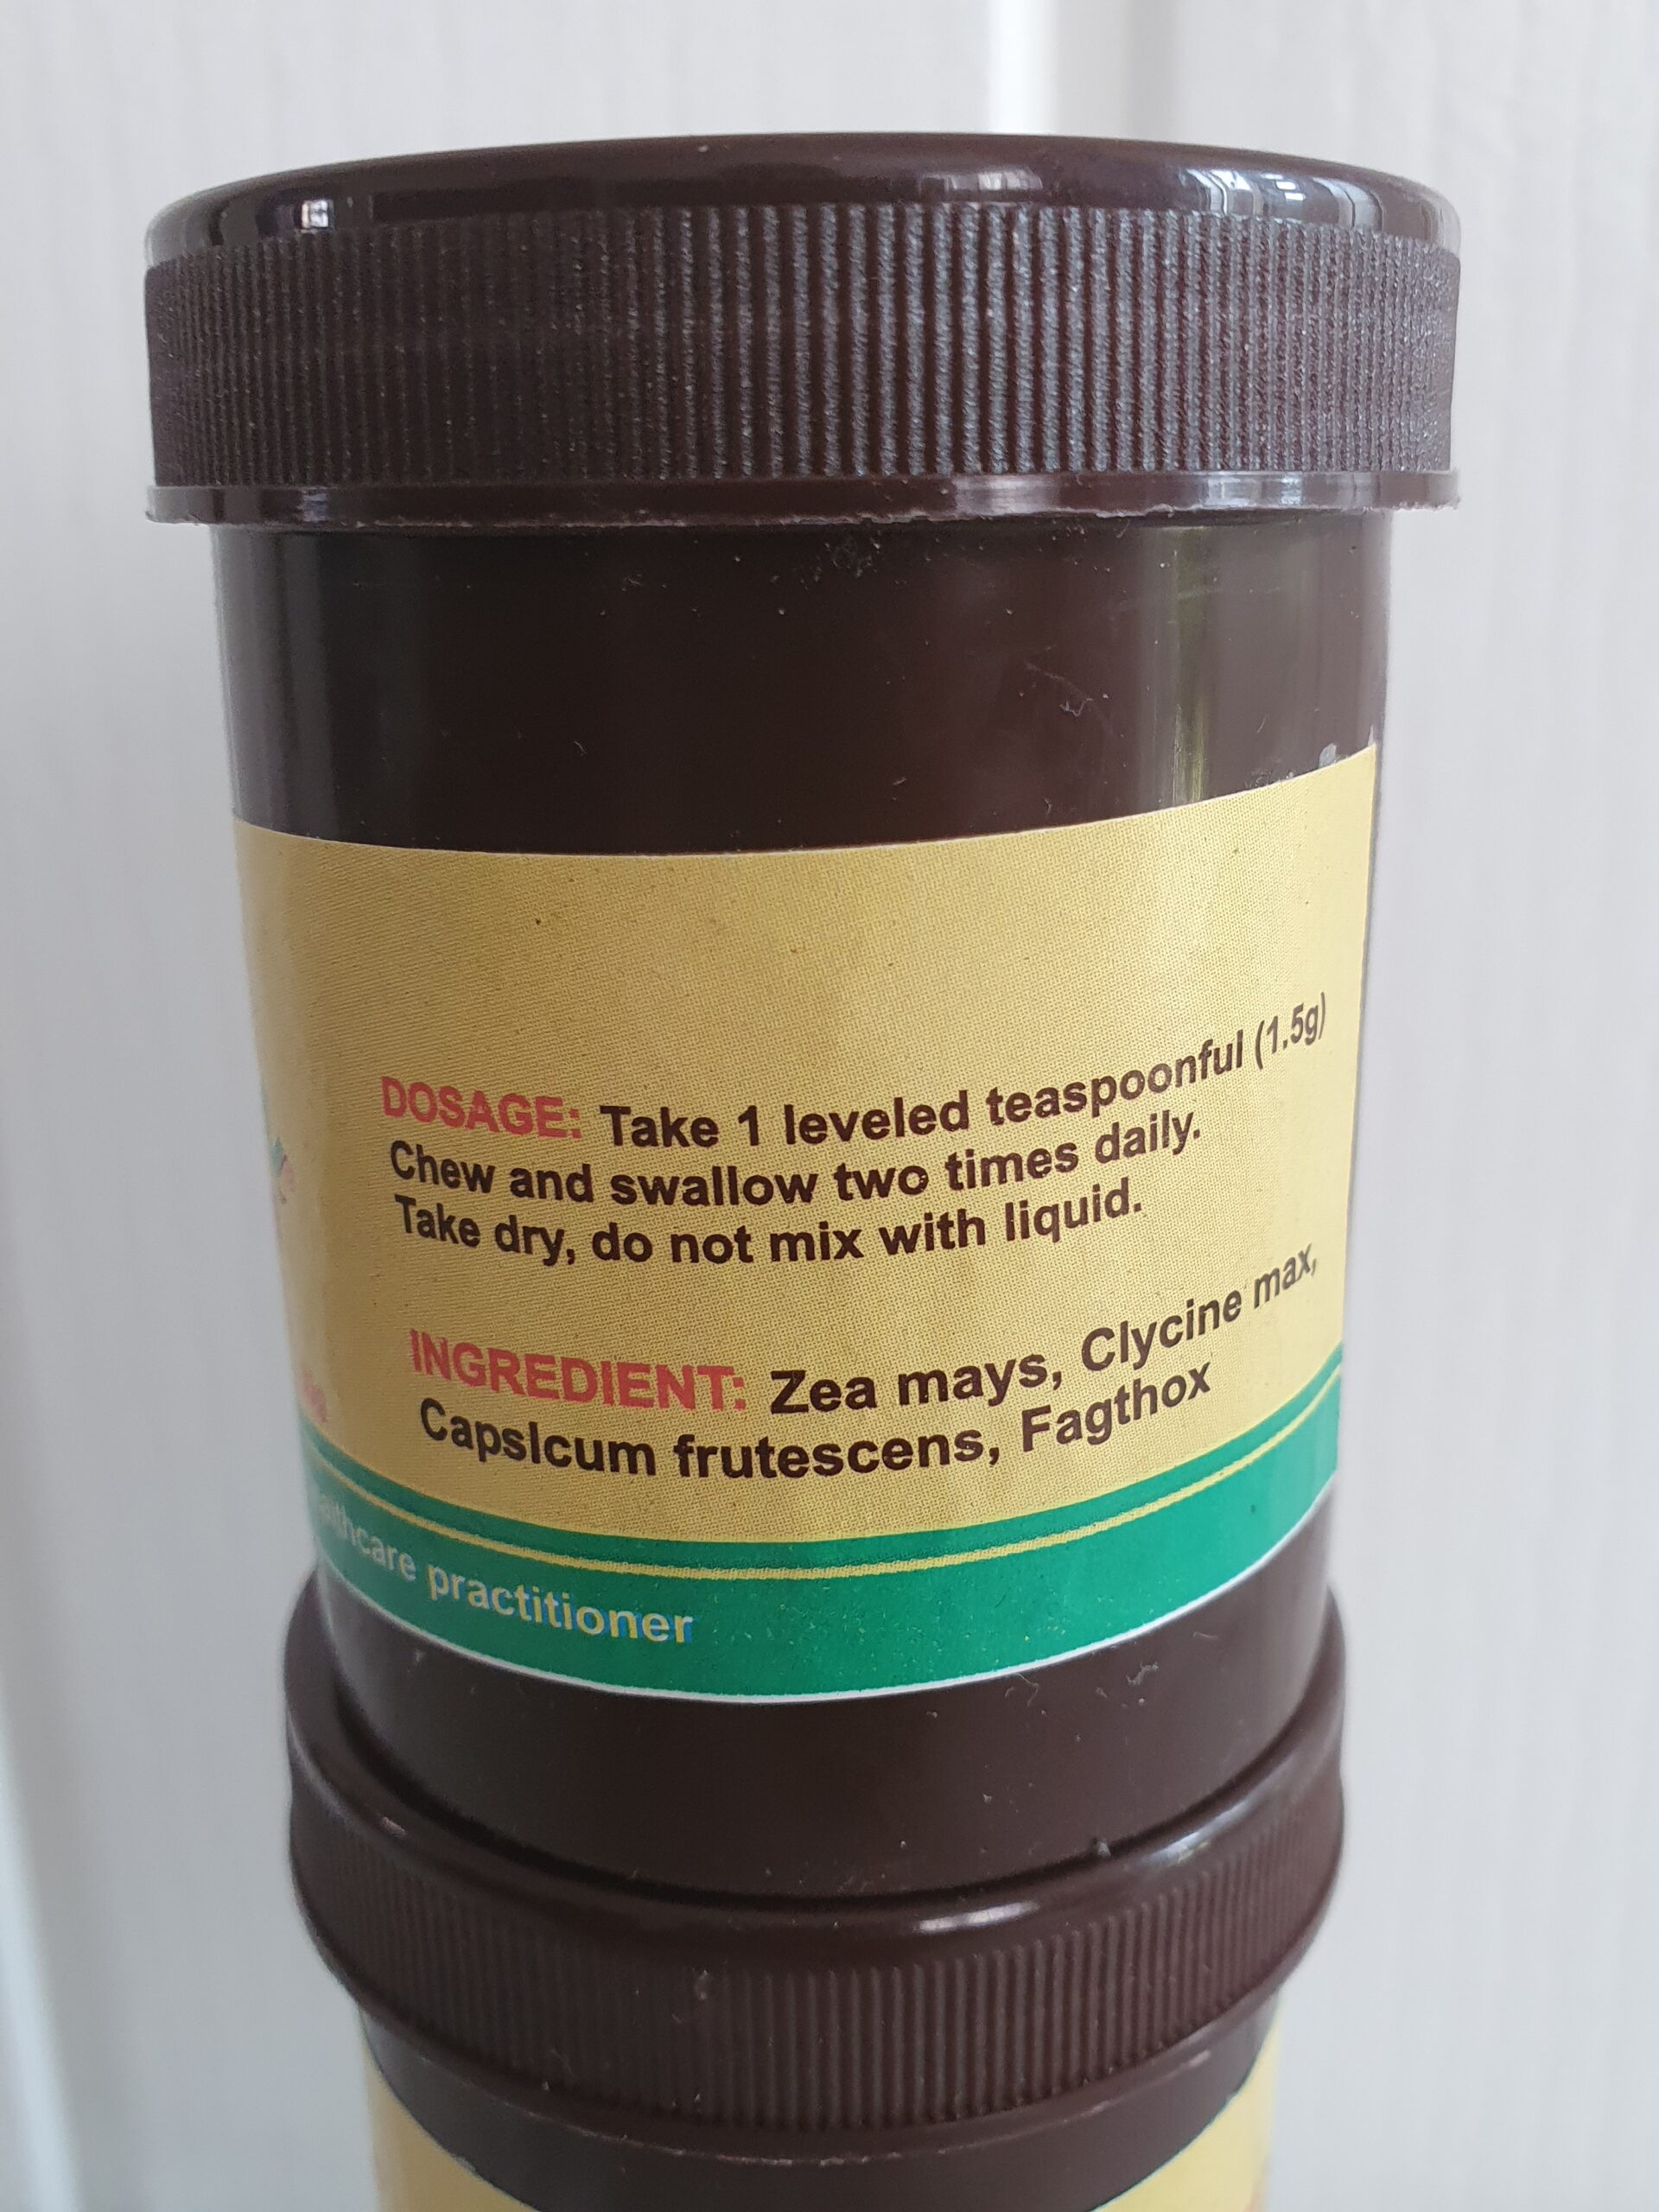 DOSAGE: Take 1 leveled teaspoonful (1.5g)
Chew and swallow two times daily.
Take dry, do not mix with liquid.
INGREDIENT: Zea mays, Clycine max,
Capslcum frutescens, Fagthox
practitioner